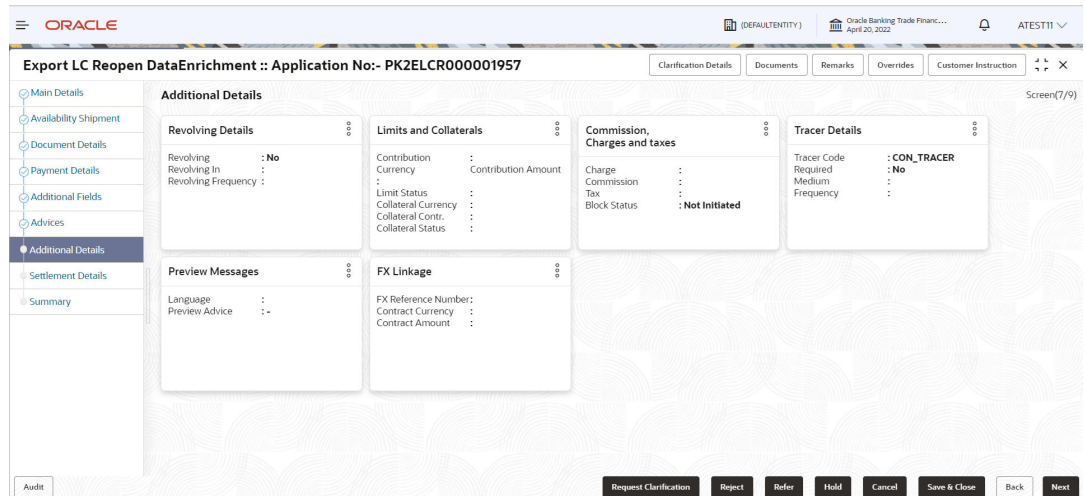 ORACLE
(DEFAULTENTITY)
Oracle Banking Trade Financ...
April 20, 2022
ATEST11
Export LC Reopen DataEnrichment :: Application No:- PK2ELCR000001957
Clarification Details
Documents
Remarks
Overrides
Customer Instruction
Main Details
Availability Shipment
Document Details
Payment Details
Additional Fields
Advices
Additional Details
Settlement Details
Summary
Additional Details
Screen(7/9)
Revolving Details
Revolving : No
Revolving In :
Revolving Frequency :
Limits and Collaterals
Contribution :
Currency Contribution Amount
:
Limit Status :
Collateral Currency :
Collateral Contr. :
Collateral Status :
Commission,
Charges and taxes
Charge :
Commission :
Tax :
Block Status : Not Initiated
Tracer Details
Tracer Code : CON_TRACER
Required : No
Medium :
Frequency :
Preview Messages
Language :
Preview Advice : -
FX Linkage
FX Reference Number:
Contract Currency :
Contract Amount :
Audit
Request Clarification
Reject
Refer
Hold
Cancel
Save & Close
Back
Next